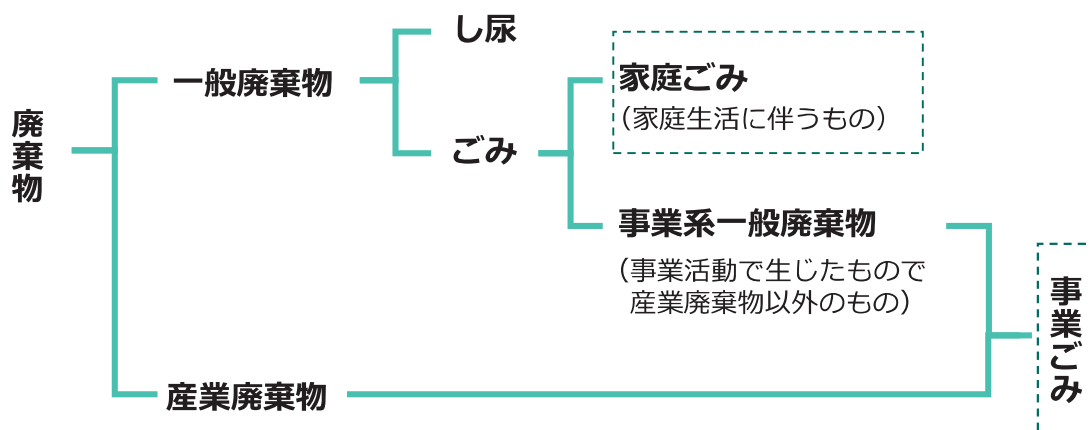 廃棄物
一般廃棄物
し尿
ごみ
家庭ごみ
（家庭生活に伴うもの）
事業系一般廃棄物
（事業活動で生じたもので
産業廃棄物以外のもの）
産業廃棄物
事業ごみ